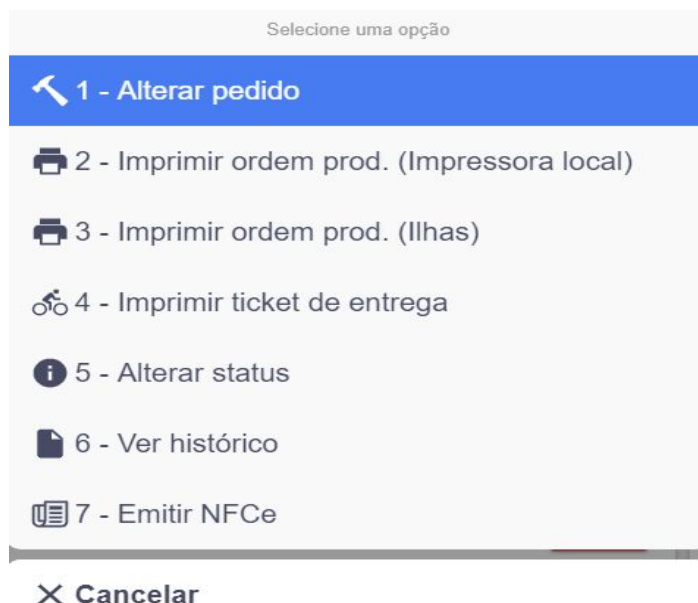 Selecione uma opção
1 - Alterar pedido
2 - Imprimir ordem prod. (Impressora local)
3 - Imprimir ordem prod. (Ilhas)
4 - Imprimir ticket de entrega
5 - Alterar status
6 - Ver histórico
7 - Emitir NFCe
Cancelar